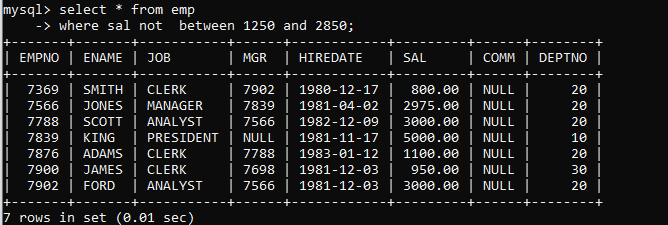 mysql> select * from emp
    -> where sal not  between 1250 and 2850;
+-------+-------+-----------+------+------------+---------+------+--------+
| EMPNO | ENAME | JOB       | MGR  | HIREDATE   | SAL     | COMM | DEPTNO |
+-------+-------+-----------+------+------------+---------+------+--------+
|  7369 | SMITH | CLERK     | 7902 | 1980-12-17 |  800.00 | NULL |     20 |
|  7566 | JONES | MANAGER   | 7839 | 1981-04-02 | 2975.00 | NULL |     20 |
|  7788 | SCOTT | ANALYST   | 7566 | 1982-12-09 | 3000.00 | NULL |     20 |
|  7839 | KING  | PRESIDENT | NULL | 1981-11-17 | 5000.00 | NULL |     10 |
|  7876 | ADAMS | CLERK     | 7788 | 1983-01-12 | 1100.00 | NULL |     20 |
|  7900 | JAMES | CLERK     | 7698 | 1981-12-03 |  950.00 | NULL |     30 |
|  7902 | FORD  | ANALYST   | 7566 | 1981-12-03 | 3000.00 | NULL |     20 |
+-------+-------+-----------+------+------------+---------+------+--------+
7 rows in set (0.01 sec)